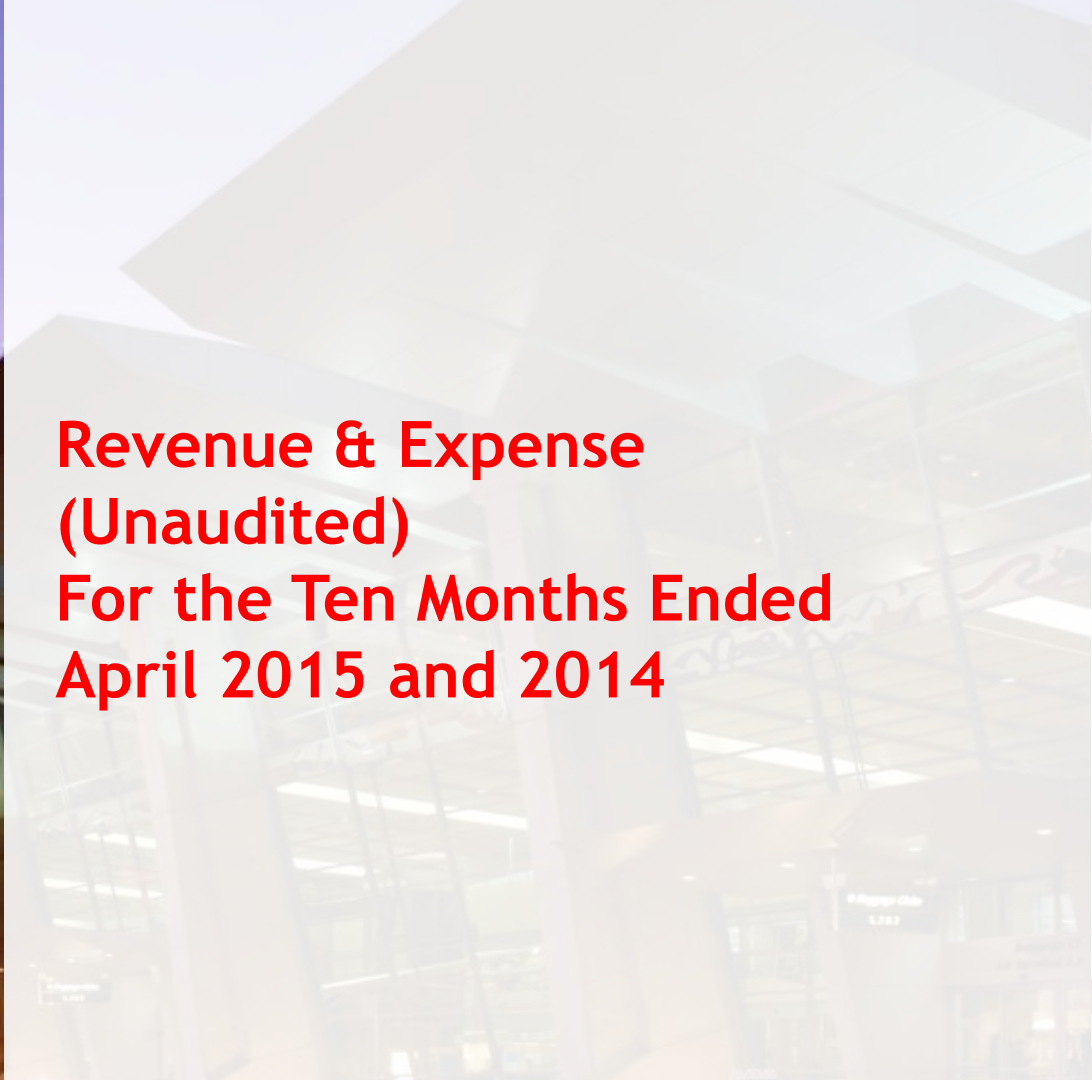 Revenue & Expense
(Unaudited)
For the Ten Months Ended
April 2015 and 2014